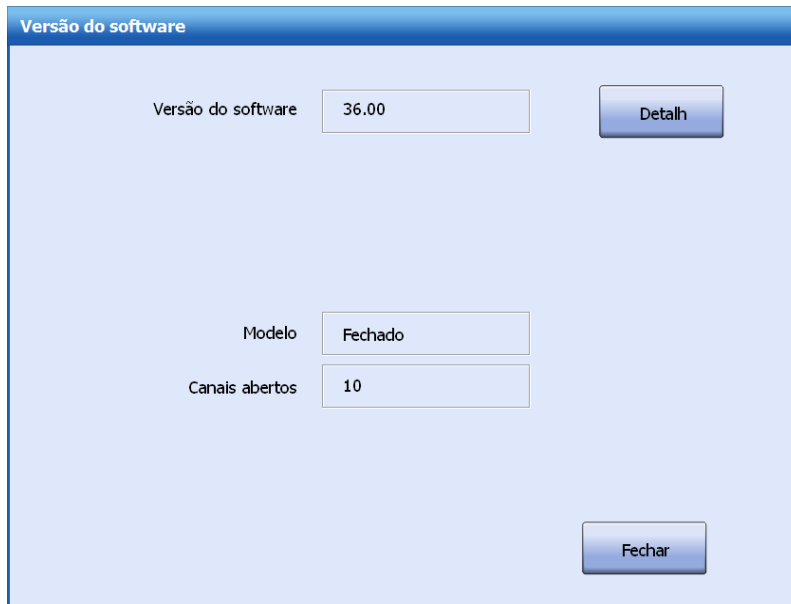 Versão do software
Versão do software 36.00 Detalh
Modelo Fechado
Canais abertos 10
Fechar